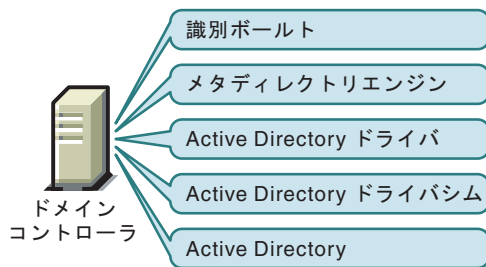 識別ボールト
メタディレクトリエンジン
Active Directory ドライバ
Active Directory ドライバシム
Active Directory
ドメイン
コントローラ